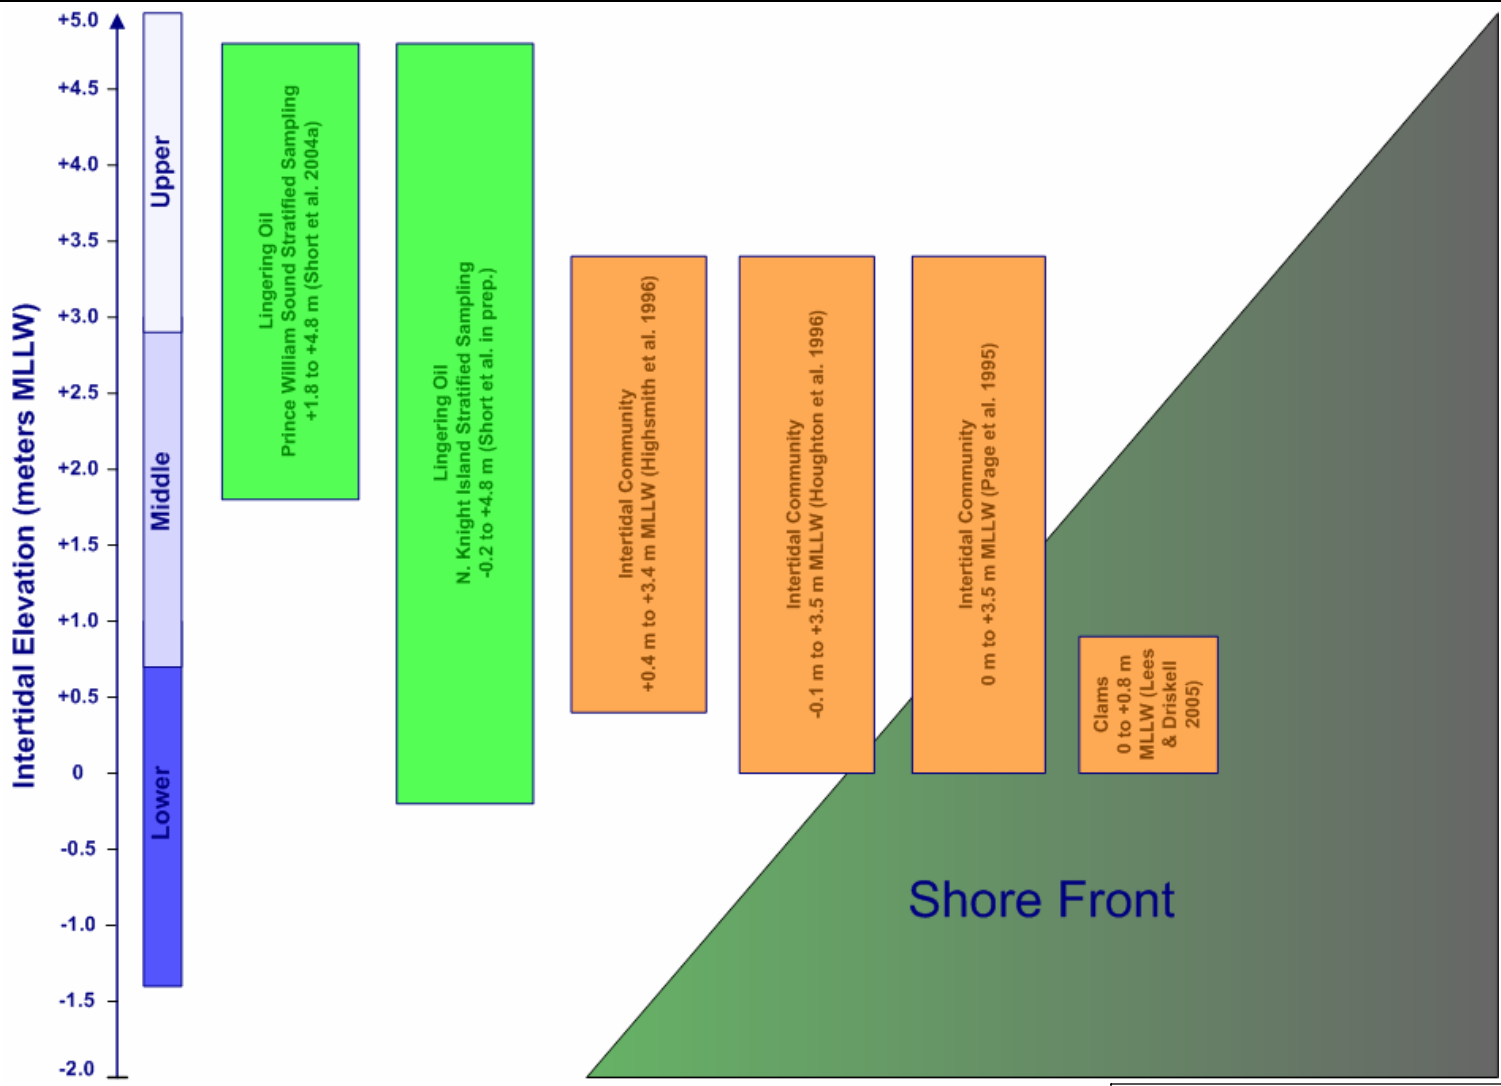 Intertidal Elevation (meters MLLW)
+5.0
+4.5
+4.0
+3.5
+3.0
+2.5
+2.0
+1.5
+1.0
+0.5
0
-0.5
-1.0
-1.5
-2.0
Upper
Middle
Lower
Lingering Oil
Prince William Sound Stratified Sampling
+1.8 to +4.8 m (Short et al. 2004a)
Lingering Oil
N. Knight Island Stratified Sampling
-0.2 to +4.8 m (Short et al. in prep.)
Intertidal Community
+0.4 m to +3.4 m MLLW (Highsmith et al. 1996)
Intertidal Community
-0.1 m to +3.5 m MLLW (Houghton et al. 1996)
Intertidal Community
0 m to +3.5 m MLLW (Page et al. 1995)
Clams
0 to +0.8 m
MLLW (Lees
& Driskell
2005)
Shore Front